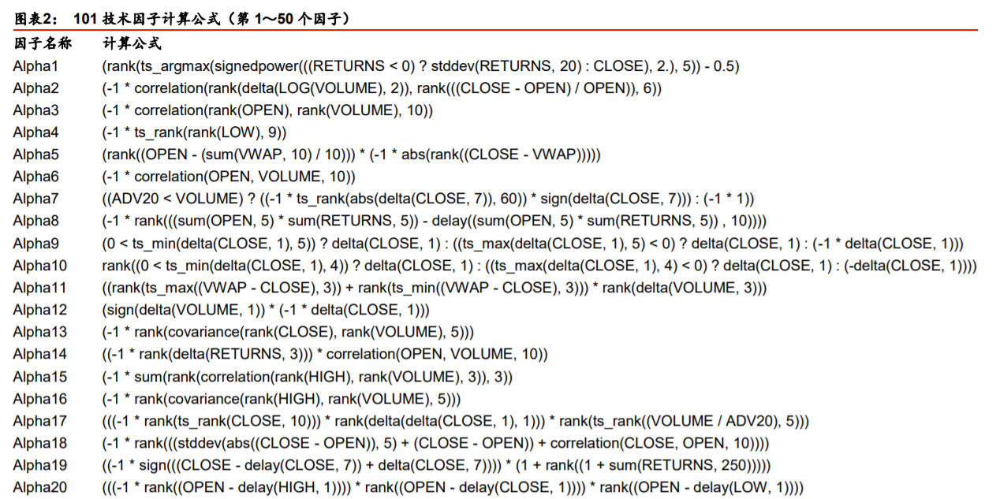 图表2： 101 技术因子计算公式（第 1～50 个因子）
因子名称 计算公式
Alpha1 (rank(ts_argmax(signedpower(((RETURNS < 0) ? stddev(RETURNS, 20) : CLOSE), 2.), 5)) - 0.5)
Alpha2 (-1 * correlation(rank(delta(LOG(VOLUME), 2)), rank(((CLOSE - OPEN) / OPEN)), 6))
Alpha3 (-1 * correlation(rank(OPEN), rank(VOLUME), 10))
Alpha4 (-1 * ts_rank(rank(LOW), 9))
Alpha5 (rank((OPEN - (sum(VWAP, 10) / 10))) * (-1 * abs(rank((CLOSE - VWAP)))))
Alpha6 (-1 * correlation(OPEN, VOLUME, 10))
Alpha7 ((ADV20 < VOLUME) ? ((-1 * ts_rank(abs(delta(CLOSE, 7)), 60)) * sign(delta(CLOSE, 7))) : (-1 * 1))
Alpha8 (-1 * rank(((sum(OPEN, 5) * sum(RETURNS, 5)) - delay((sum(OPEN, 5) * sum(RETURNS, 5)) , 10))))
Alpha9 (0 < ts_min(delta(CLOSE, 1), 5)) ? delta(CLOSE, 1) : ((ts_max(delta(CLOSE, 1), 5) < 0) ? delta(CLOSE, 1) : (-1 * delta(CLOSE, 1)))
Alpha10 rank((0 < ts_min(delta(CLOSE, 1), 4)) ? delta(CLOSE, 1) : ((ts_max(delta(CLOSE, 1), 4) < 0) ? delta(CLOSE, 1) : (-delta(CLOSE, 1))))
Alpha11 ((rank(ts_max((VWAP - CLOSE), 3)) + rank(ts_min((VWAP - CLOSE), 3))) * rank(delta(VOLUME, 3)))
Alpha12 (sign(delta(VOLUME, 1)) * (-1 * delta(CLOSE, 1)))
Alpha13 (-1 * rank(covariance(rank(CLOSE), rank(VOLUME), 5)))
Alpha14 ((-1 * rank(delta(RETURNS, 3))) * correlation(OPEN, VOLUME, 10))
Alpha15 (-1 * sum(rank(correlation(rank(HIGH), rank(VOLUME), 3)), 3))
Alpha16 (-1 * rank(covariance(rank(HIGH), rank(VOLUME), 5)))
Alpha17 (((-1 * rank(ts_rank(CLOSE, 10))) * rank(delta(delta(CLOSE, 1), 1))) * rank(ts_rank((VOLUME / ADV20), 5)))
Alpha18 (-1 * rank(((stddev(abs((CLOSE - OPEN)), 5) + (CLOSE - OPEN)) + correlation(CLOSE, OPEN, 10))))
Alpha19 ((-1 * sign(((CLOSE - delay(CLOSE, 7)) + delta(CLOSE, 7)))) * (1 + rank((1 + sum(RETURNS, 250)))))
Alpha20 (((-1 * rank((OPEN - delay(HIGH, 1)))) * rank((OPEN - delay(CLOSE, 1)))) * rank((OPEN - delay(LOW, 1))))